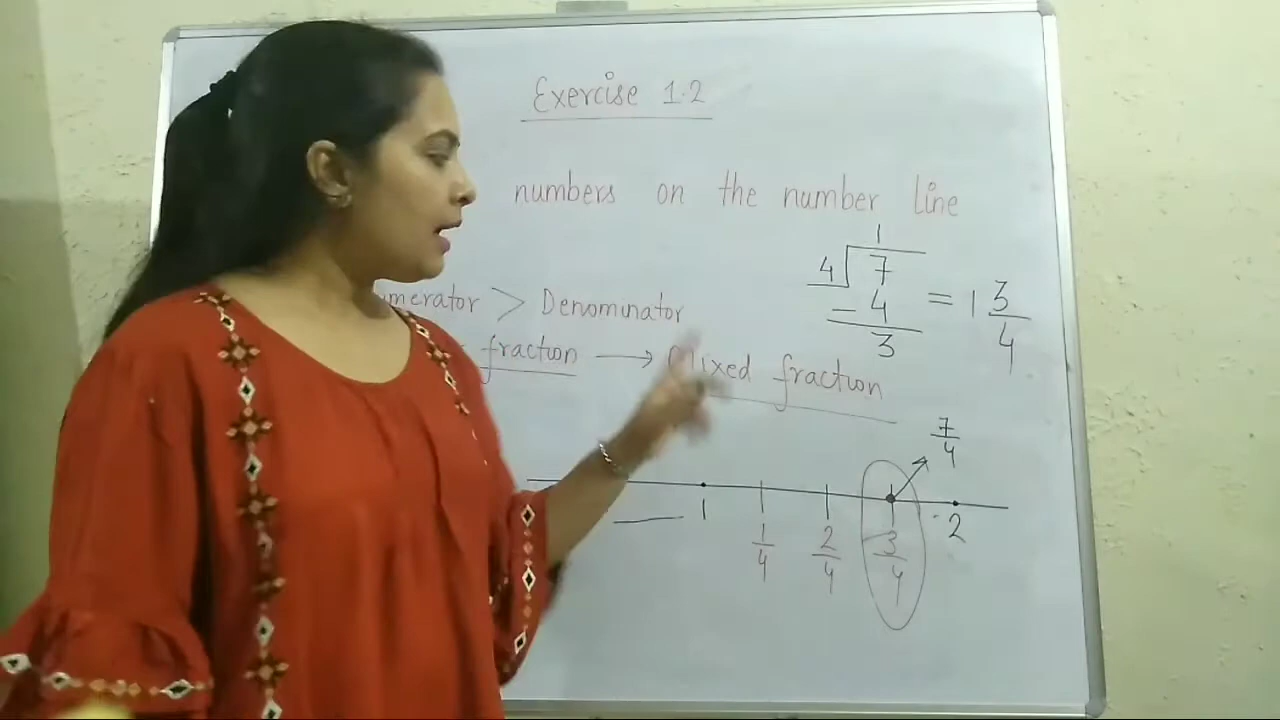 Exercise 1.2
numbers on the number line
1
4 7
- 4 = 1 3/4
3
Denominator >
fraction → Mixed fraction
7/4
1 1/4 2/4 3/4 2